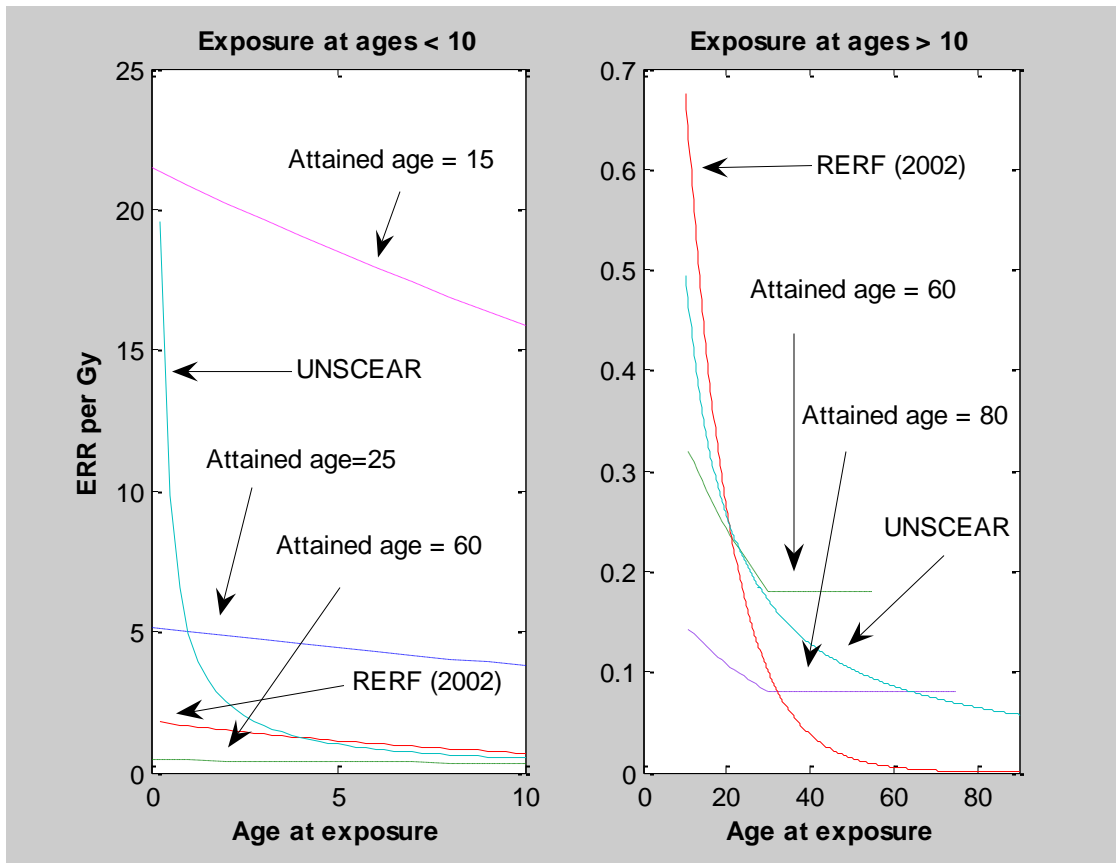 Exposure at ages < 10
25
20
15
10
5
0
0
5
10
ERR per Gy
Age at exposure
Attained age = 15
UNSCEAR
Attained age=25
Attained age = 60
RERF (2002)
Exposure at ages > 10
0.7
0.6
0.5
0.4
0.3
0.2
0.1
0
0
20
40
60
80
Age at exposure
RERF (2002)
Attained age = 60
Attained age = 80
UNSCEAR